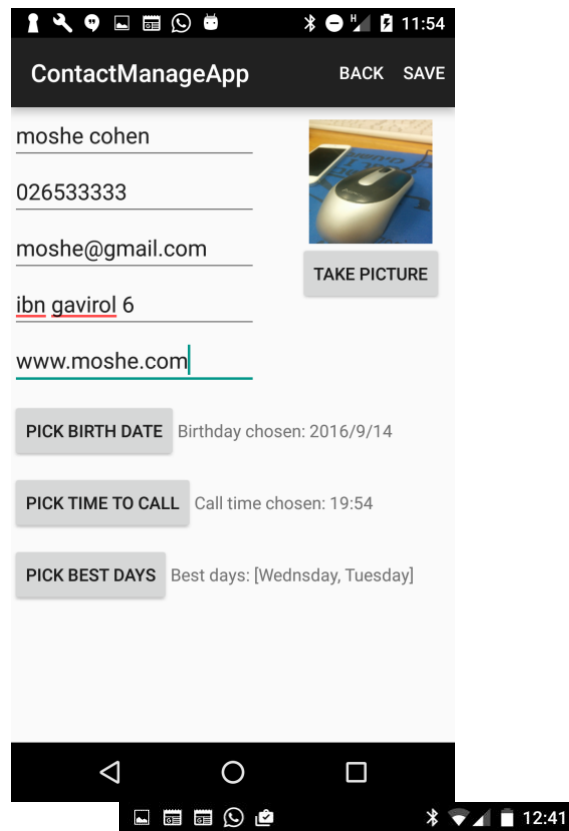 H 11:54
ContactManageApp BACK SAVE
moshe cohen
026533333
moshe@gmail.com
TAKE PICTURE
ibn gavirol 6
www.moshe.com
PICK BIRTH DATE Birthday chosen: 2016/9/14
PICK TIME TO CALL Call time chosen: 19:54
PICK BEST DAYS Best days: [Wednsday, Tuesday]
12:41